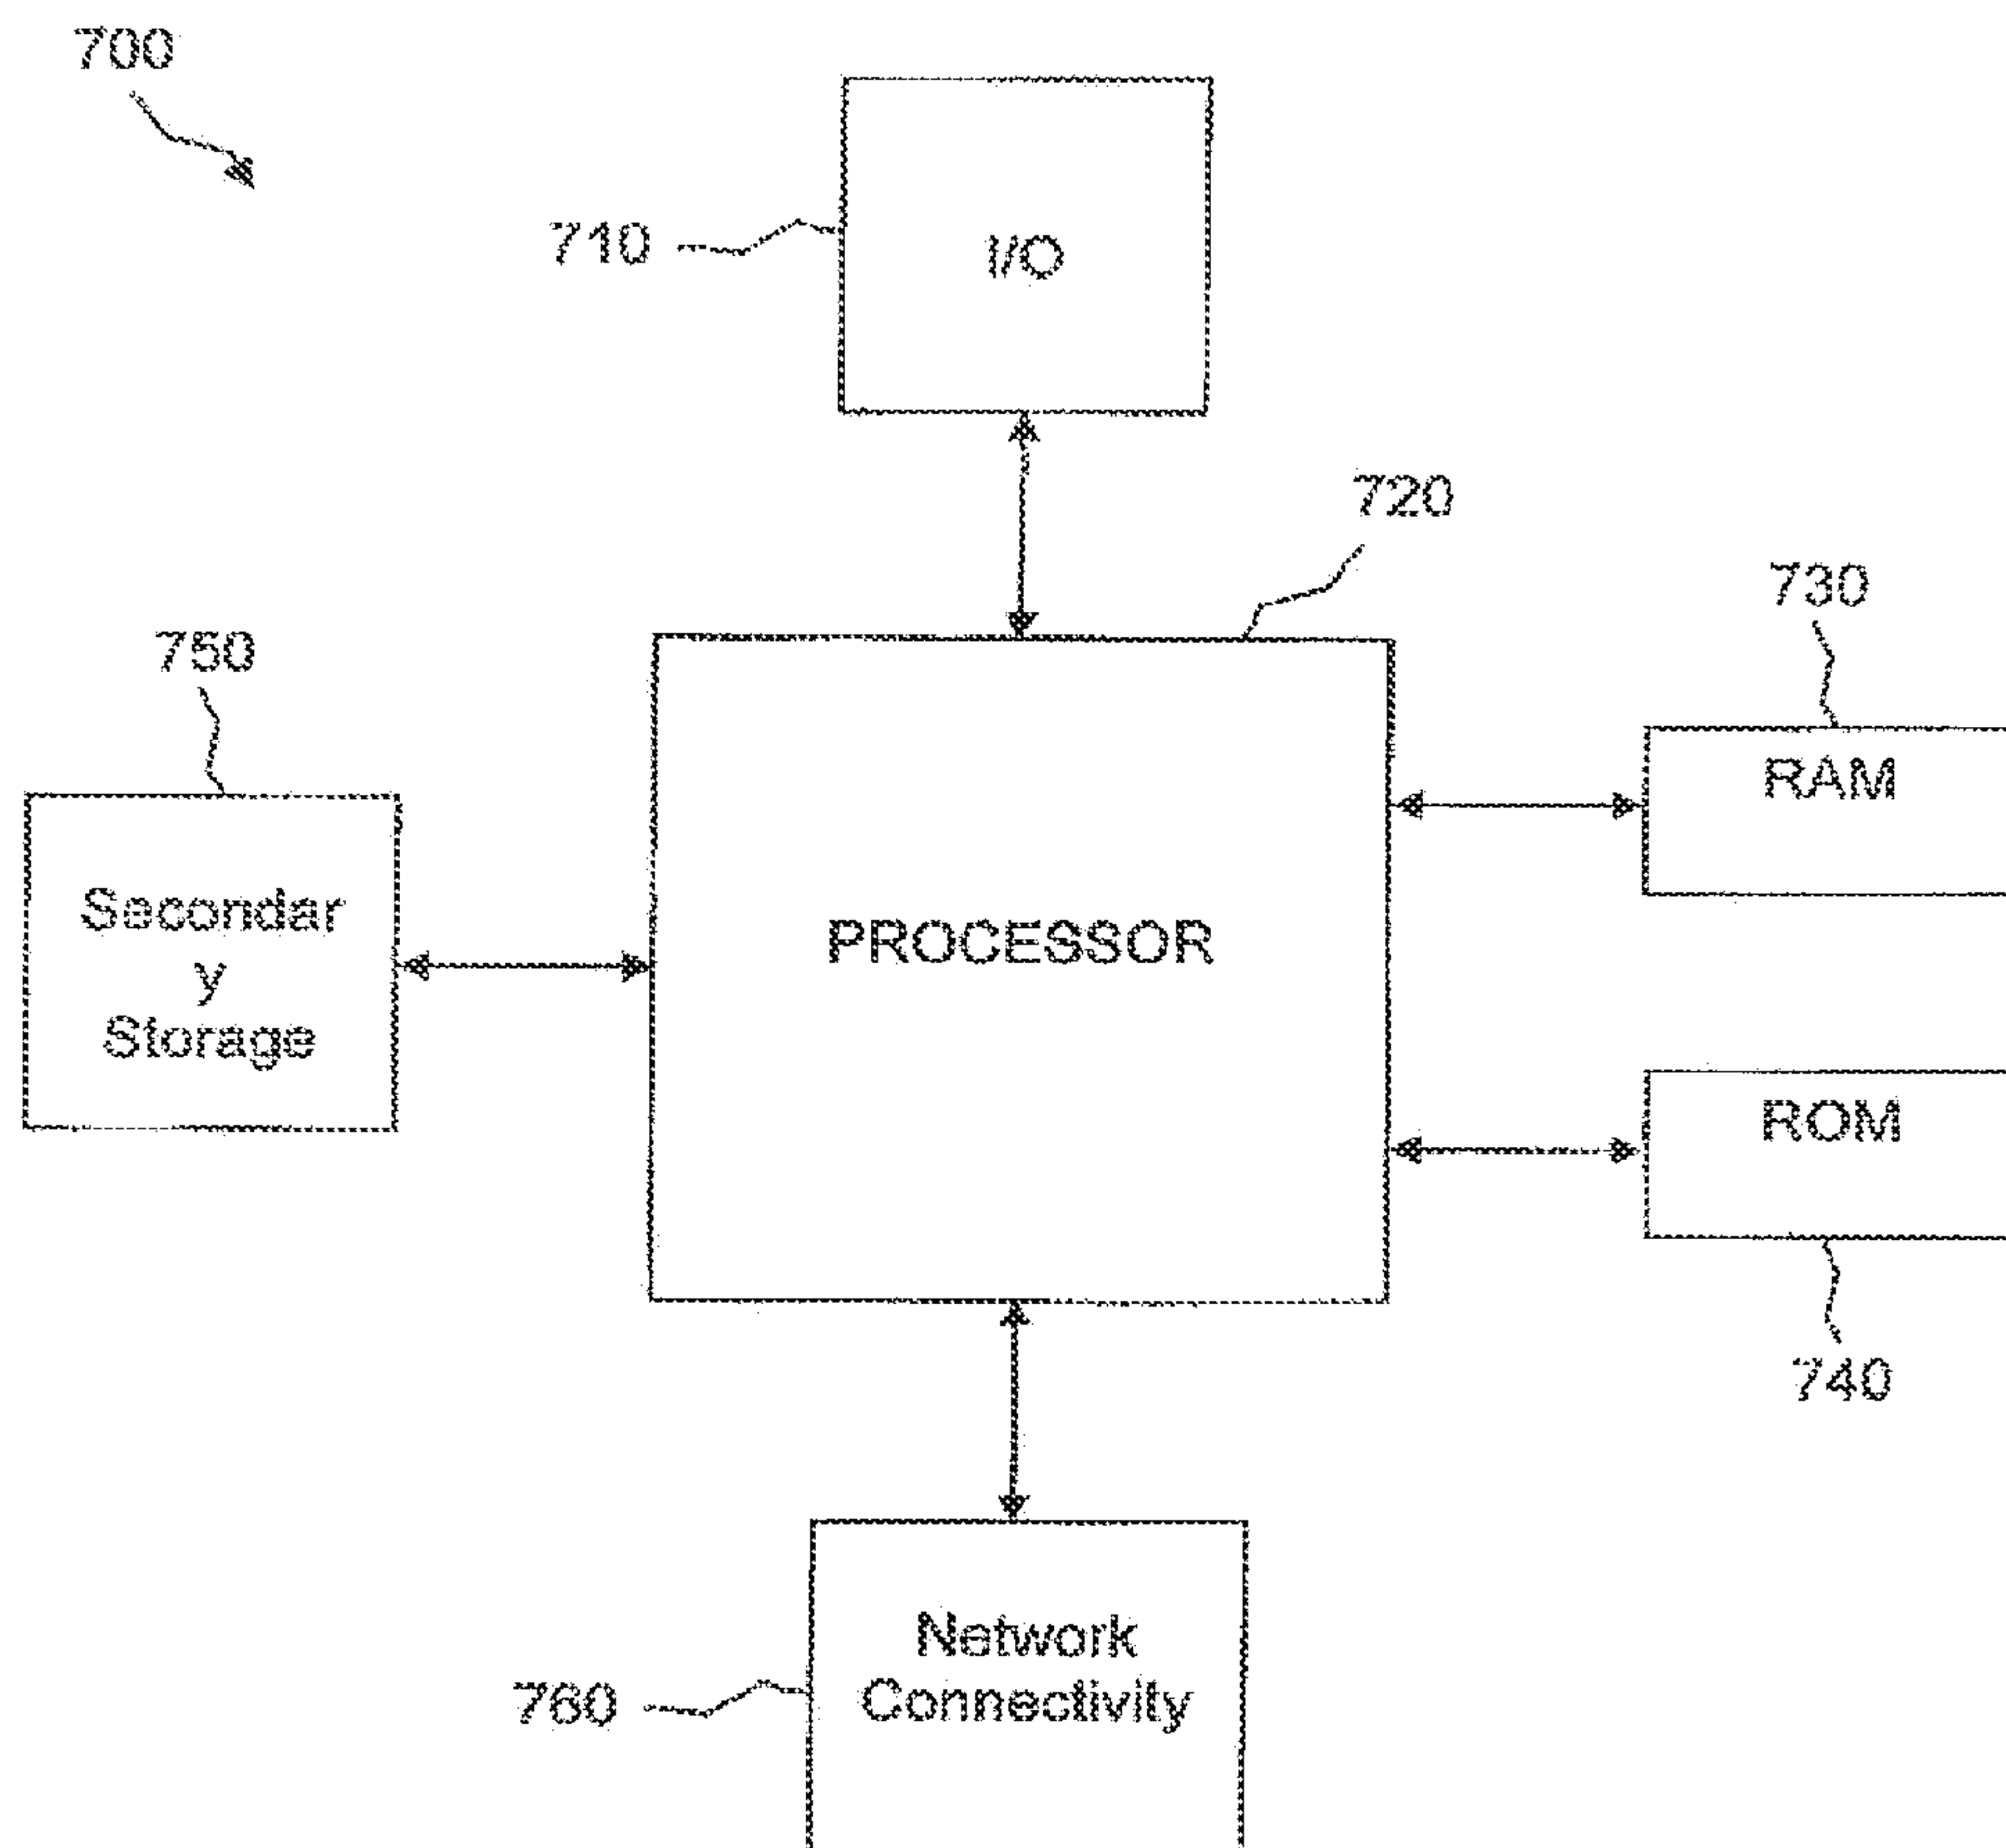 700
710
I/O
720
730
750
RAM
Secondar
y
Storage
PROCESSOR
ROM
740
Network
Connectivity
760